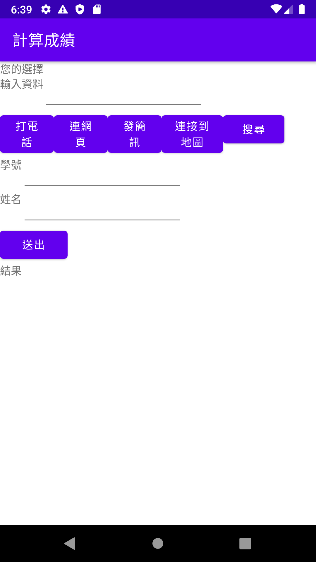 6:39
計算成績
您的選擇
輸入資料
打電話
連網頁
發簡訊
連接到地圖
搜尋
學號
姓名
送出
結果